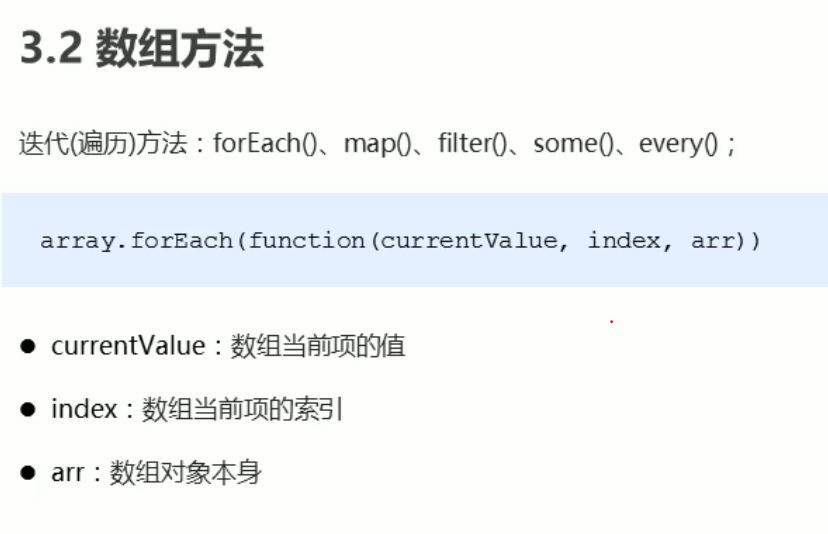 3.2 数组方法
迭代(遍历)方法：forEach()、map()、filter()、some()、every()；
array.forEach(function(currentValue, index, arr))
● currentValue：数组当前项的值
● index：数组当前项的索引
● arr：数组对象本身